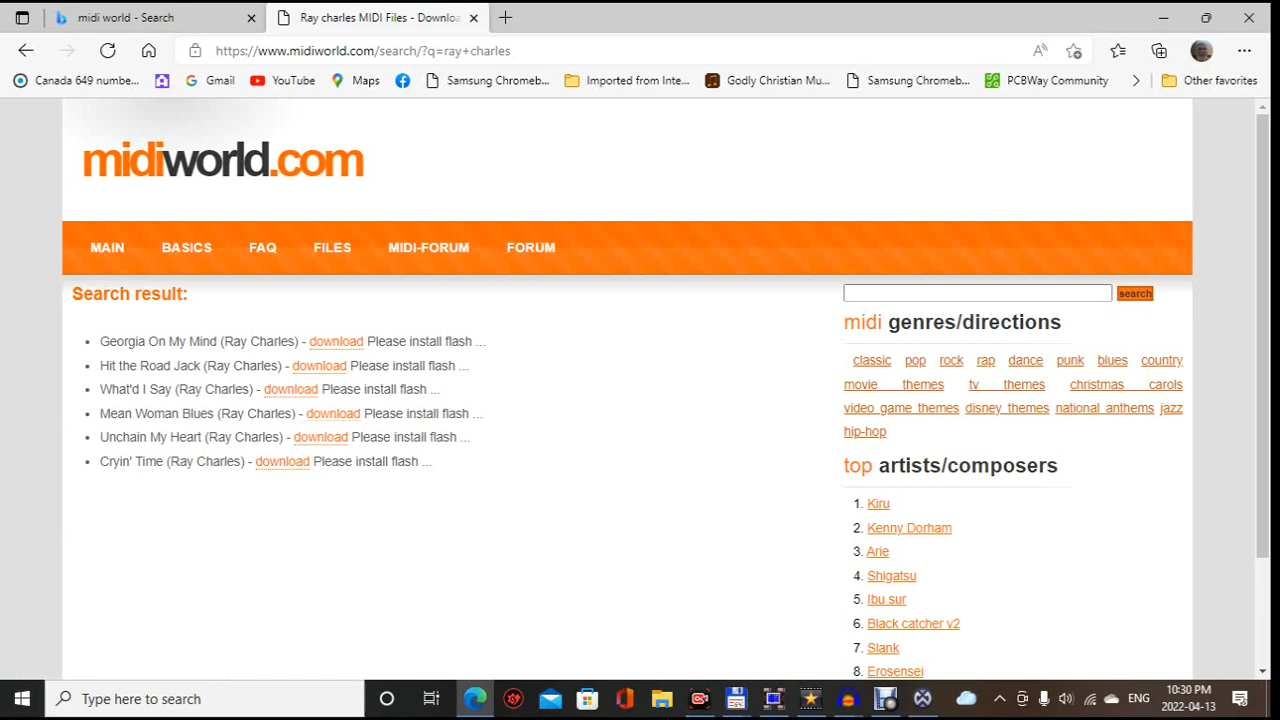 midi world - Search
Ray charles MIDI Files - Downloa
https://www.midiworld.com/search/?q=ray+charles
Canada 649 numbe...
Gmail
YouTube
Maps
Samsung Chromeb...
Imported from Inte...
Godly Christian Mu...
Samsung Chromeb...
PCBWay Community
Other favorites
midiworld.com
MAIN BASICS FAQ FILES MIDI-FORUM FORUM
Search result:
• Georgia On My Mind (Ray Charles) - download Please install flash ...
• Hit the Road Jack (Ray Charles) - download Please install flash ...
• What'd I Say (Ray Charles) - download Please install flash ...
• Mean Woman Blues (Ray Charles) - download Please install flash ...
• Unchain My Heart (Ray Charles) - download Please install flash ...
• Cryin' Time (Ray Charles) - download Please install flash ...
search
midi genres/directions
classic pop rock rap dance punk blues country
movie themes tv themes christmas carols
video game themes disney themes national anthems jazz
hip-hop
top artists/composers
1. Kiru
2. Kenny Dorham
3. Arie
4. Shigatsu
5. Ibu sur
6. Black catcher v2
7. Slank
8. Erosensei
Type here to search
ENG
10:30 PM
2022-04-13